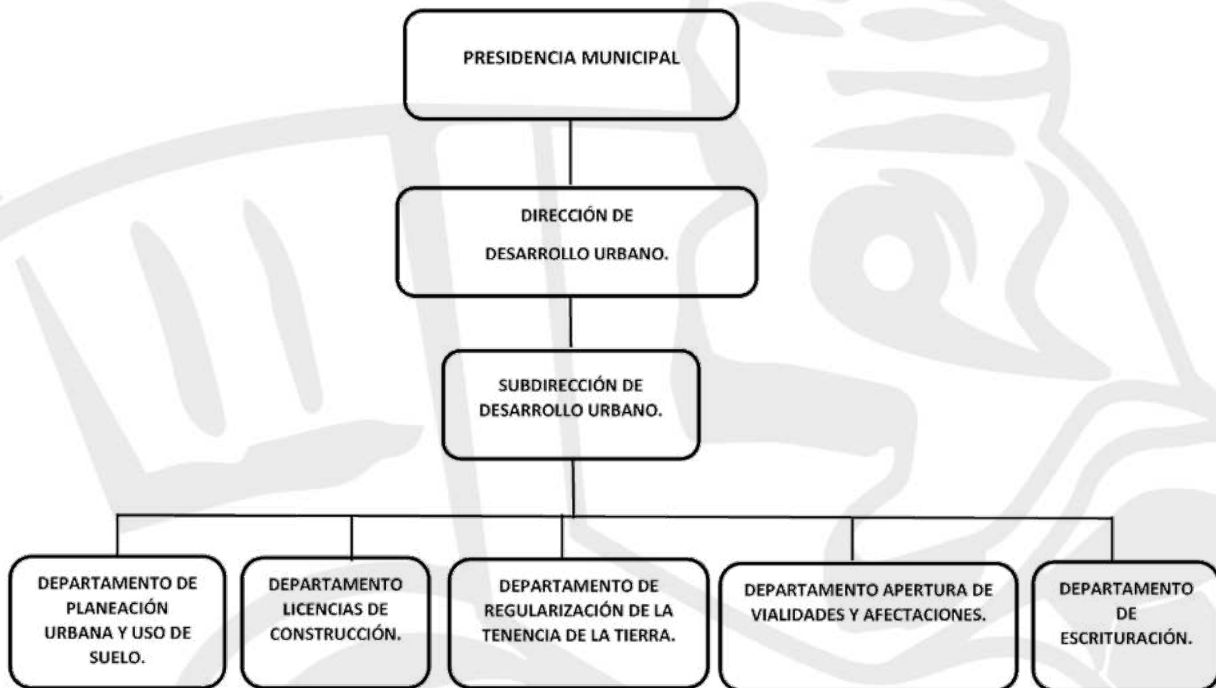 PRESIDENCIA MUNICIPAL
DIRECCIÓN DE
DESARROLLO URBANO.
SUBDIRECCIÓN DE
DESARROLLO URBANO.
DEPARTAMENTO DE
PLANEACIÓN
URBANA Y USO DE
SUELO.
DEPARTAMENTO
LICENCIAS DE
CONSTRUCCIÓN.
DEPARTAMENTO DE
REGULARIZACIÓN DE LA
TENENCIA DE LA TIERRA.
DEPARTAMENTO APERTURA DE
VIALIDADES Y AFECTACIONES.
DEPARTAMENTO
DE
ESCRITURACIÓN.